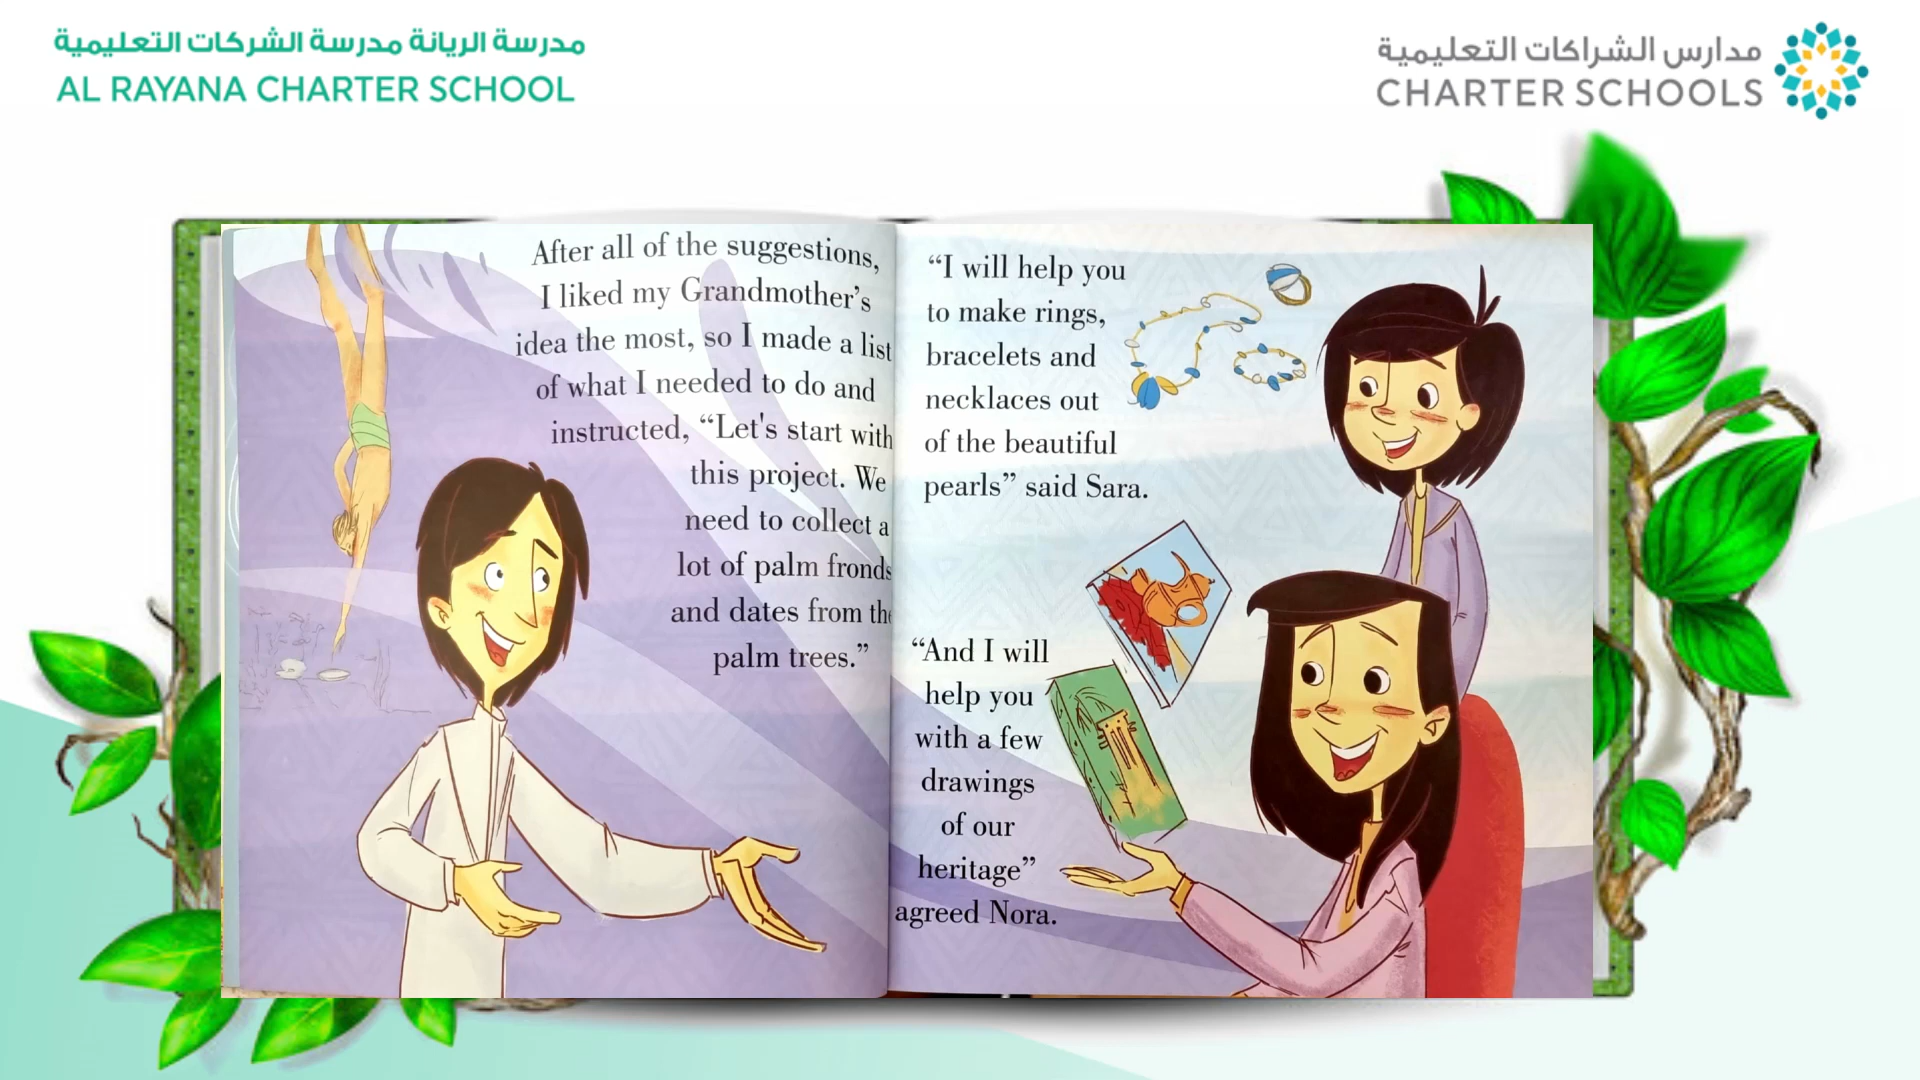 مدرسة الريانة مدرسة الشركات التعليمية
AL RAYANA CHARTER SCHOOL
مدارس الشراكات التعليمية
CHARTER SCHOOLS
After all of the suggestions,
I liked my Grandmother's
idea the most, so I made a list
of what I needed to do and
instructed, “Let's start with
this project. We
need to collect a
lot of palm fronds
and dates from the
palm trees.”
“I will help you
to make rings,
bracelets and
necklaces out
of the beautiful
pearls” said Sara.
“And I will
help you
with a few
drawings
of our
heritage”
agreed Nora.